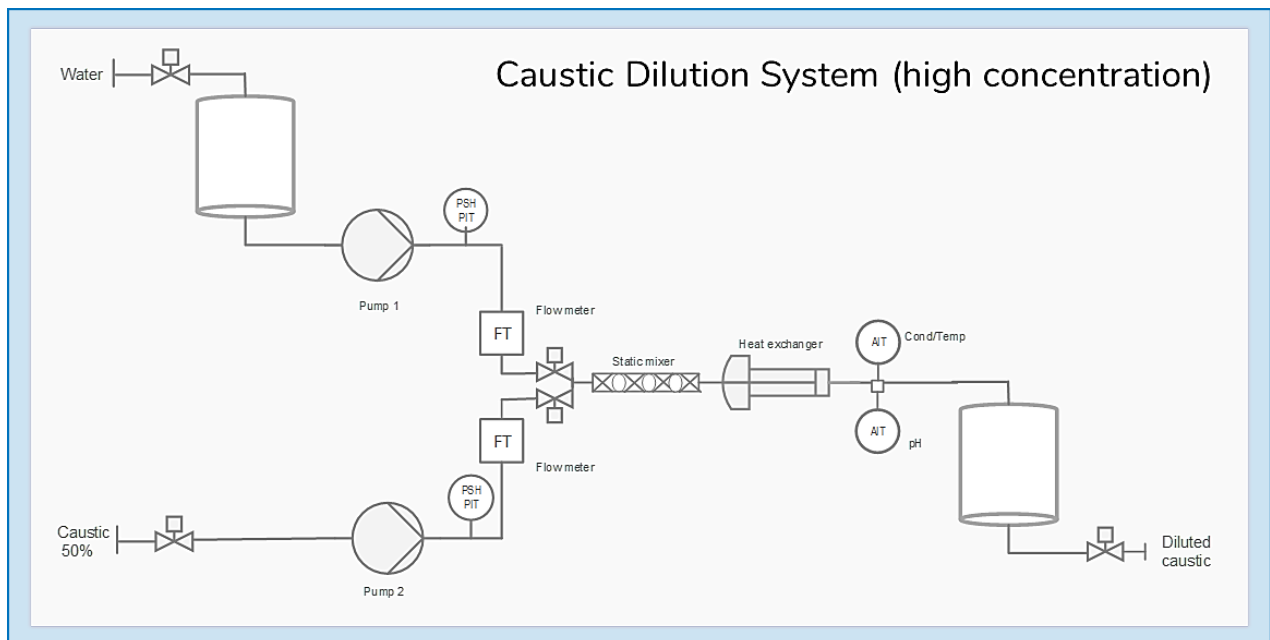 Caustic Dilution System (high concentration)
Water
PSH
PIT
Pump 1
Flow meter
FT
Static mixer
Heat exchanger
AIT
Cond/Temp
FT
Flow meter
AIT
pH
PSH
PIT
Caustic
50%
Pump 2
Diluted
caustic